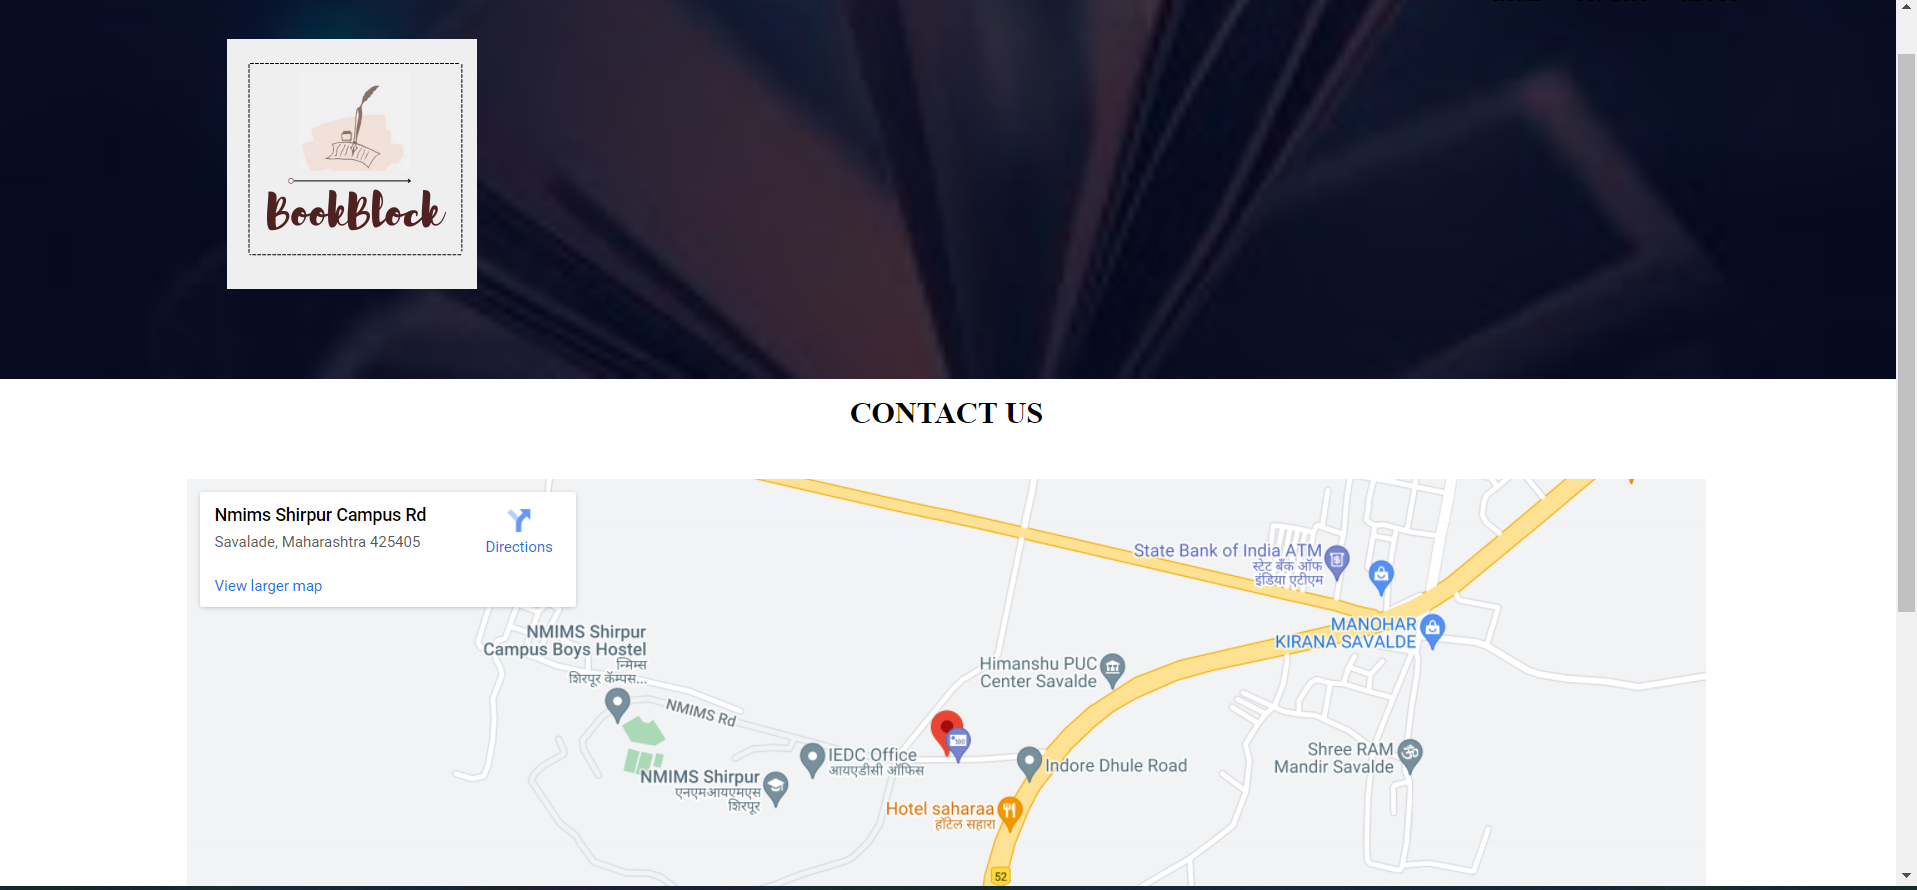 BookBlock
CONTACT US
Nmims Shirpur Campus Rd
Savalade, Maharashtra 425405
Directions
View larger map
State Bank of India ATM
स्टेट बँक ऑफ
इंडिया एटीएम
MANOHAR
KIRANA SAVALDE
NMIMS Shirpur
Campus Boys Hostel
न्मिम्स
शिरपूर कॅम्पस...
Himanshu PUC
Center Savalde
NMIMS Rd
IEDC Office
आयएडीसी ऑफिस
Indore Dhule Road
Shree RAM
Mandir Savalde
NMIMS Shirpur
एनएमआयएमएस
शिरपूर
Hotel saharaa
हॉटेल सहारा
52